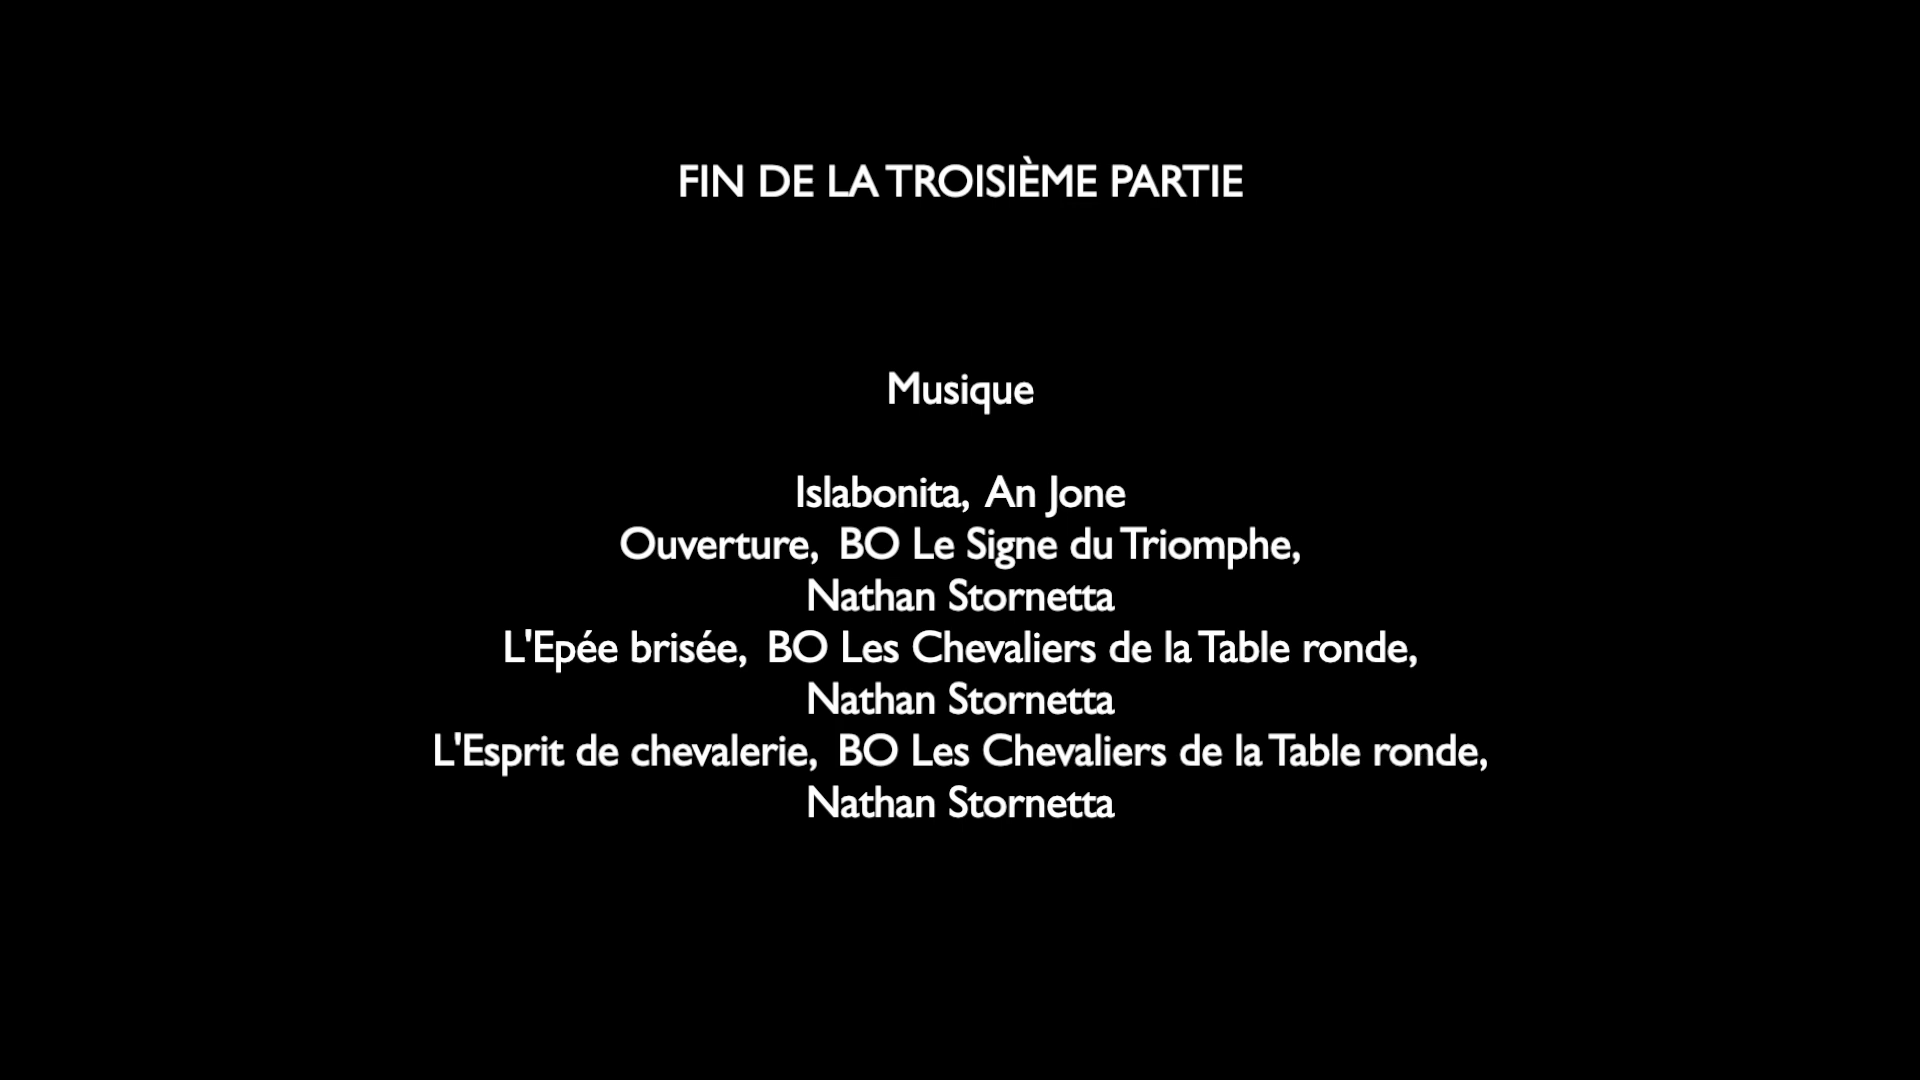 FIN DE LA TROISIÈME PARTIE
Musique
Islabonita, An Jone
Ouverture, BO Le Signe du Triomphe,
Nathan Stornetta
L'Epée brisée, BO Les Chevaliers de la Table ronde,
Nathan Stornetta
L'Esprit de chevalerie, BO Les Chevaliers de la Table ronde,
Nathan Stornetta